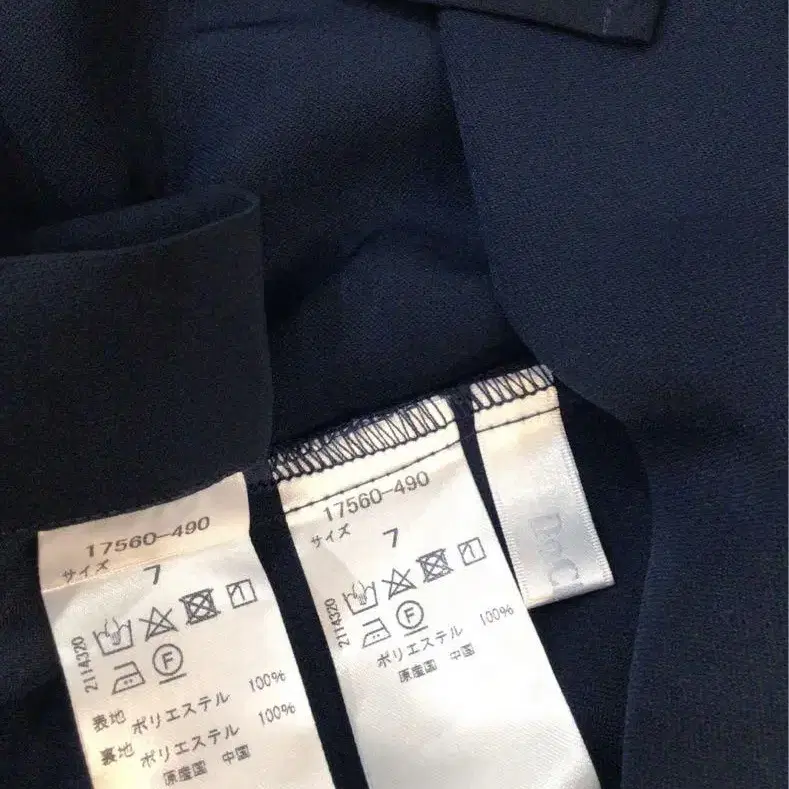 17560-490
サイズ
7
2114320
F
表地 ポリエステル 100%
裏地 ポリエステル 100%
原産国 中国
17560-490
サイズ
7
2114320
F
ポリエステル 100%
原産国 中国